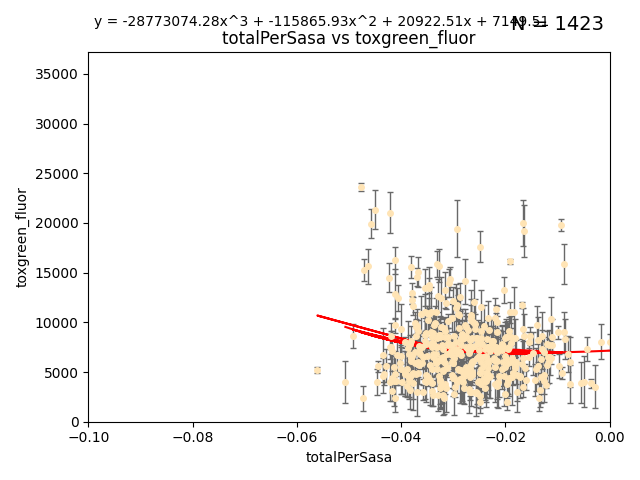 y = -28773074.28x^3 + -115865.93x^2 + 20922.51x + 7149.51
N = 1423
totalPerSasa vs toxgreen_fluor
toxgreen_fluor
35000
30000
25000
20000
15000
10000
5000
0
−0.10
−0.08
−0.06
−0.04
−0.02
0.00
totalPerSasa